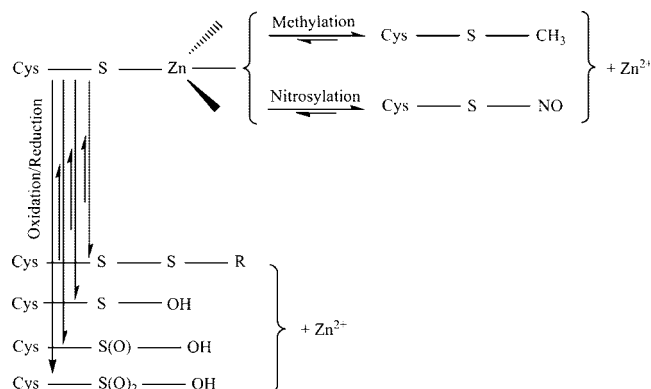 Methylation
Cys — S — CH₃
Cys — S — Zn
+ Zn²⁺
Nitrosylation
Cys — S — NO
Oxidation/Reduction
Cys — S — S — R
Cys — S — OH
+ Zn²⁺
Cys — S(O) — OH
Cys — S(O)₂ — OH